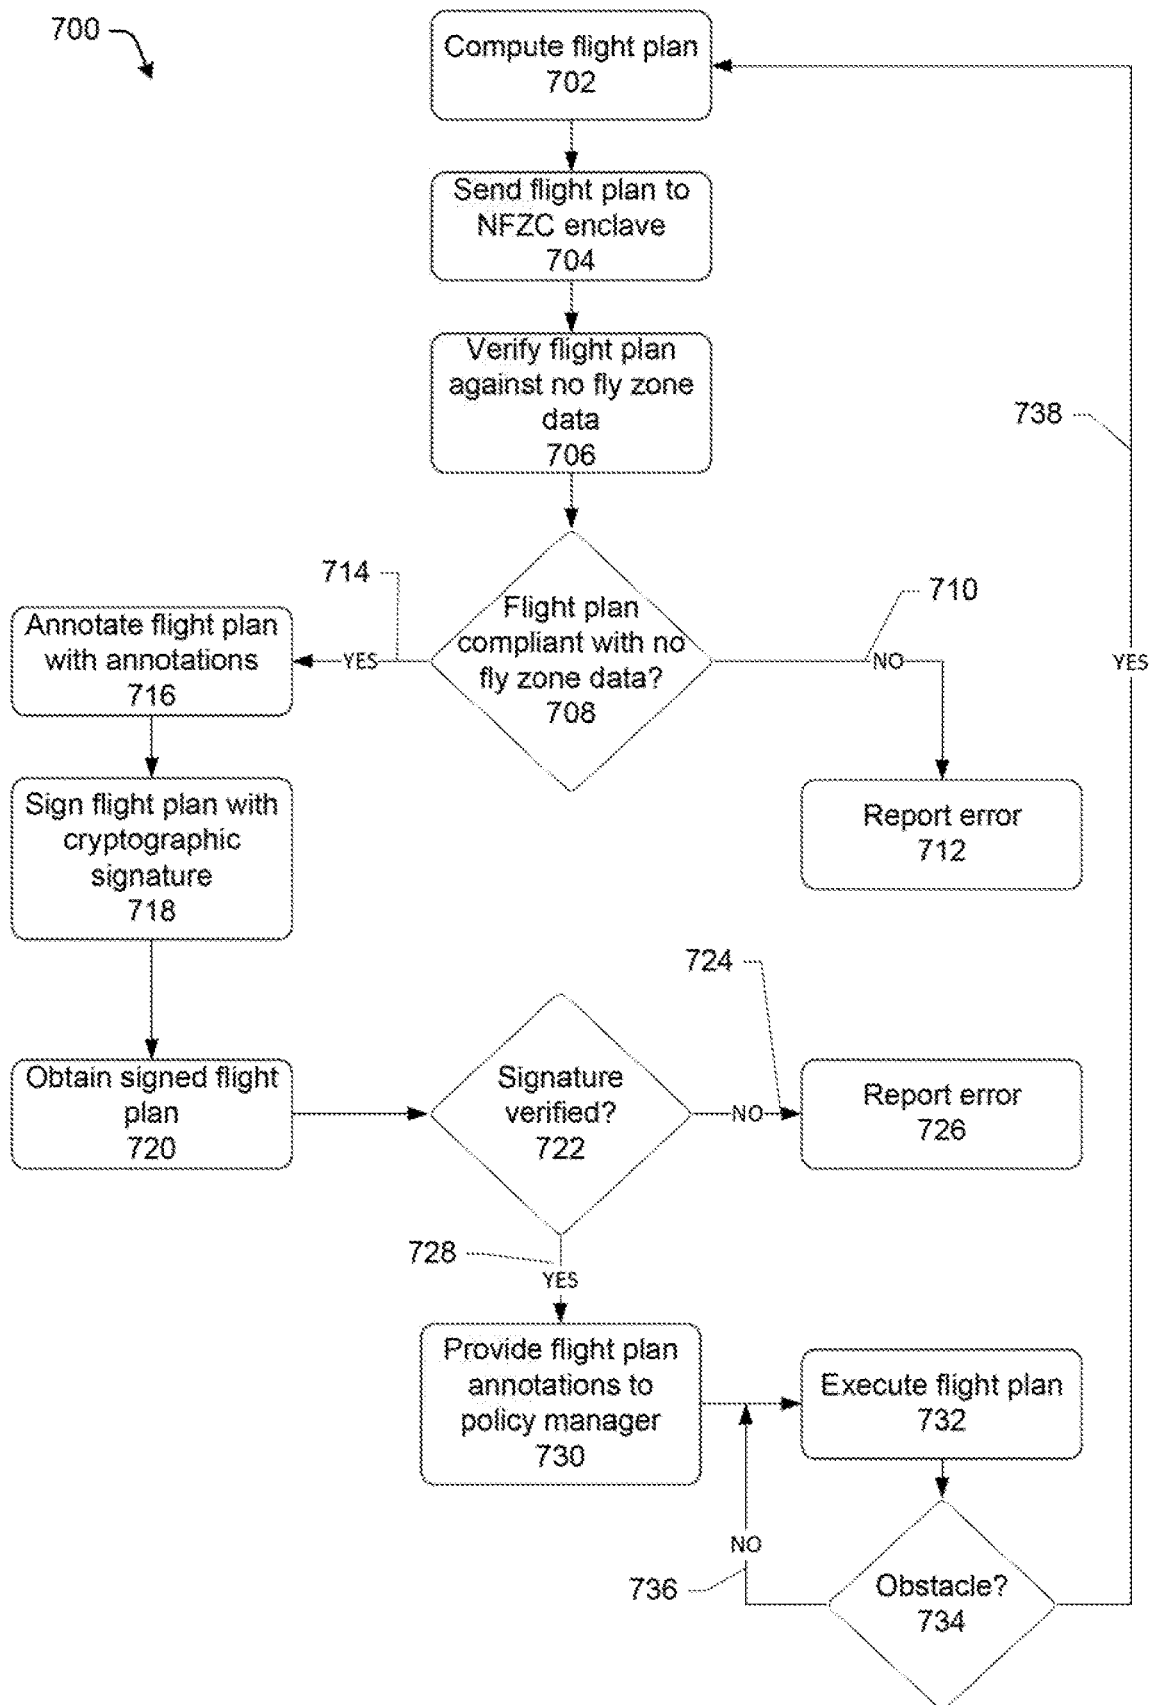 700
Compute flight plan
702
Send flight plan to
NFZC enclave
704
Verify flight plan
against no fly zone
data
706
738
714
710
Flight plan
compliant with no
fly zone data?
708
Annotate flight plan
with annotations
716
YES
NO
YES
Sign flight plan with
cryptographic
signature
718
Report error
712
724
Obtain signed flight
plan
720
Signature
verified?
722
NO
Report error
726
728
YES
Provide flight plan
annotations to
policy manager
730
Execute flight plan
732
NO
736
Obstacle?
734